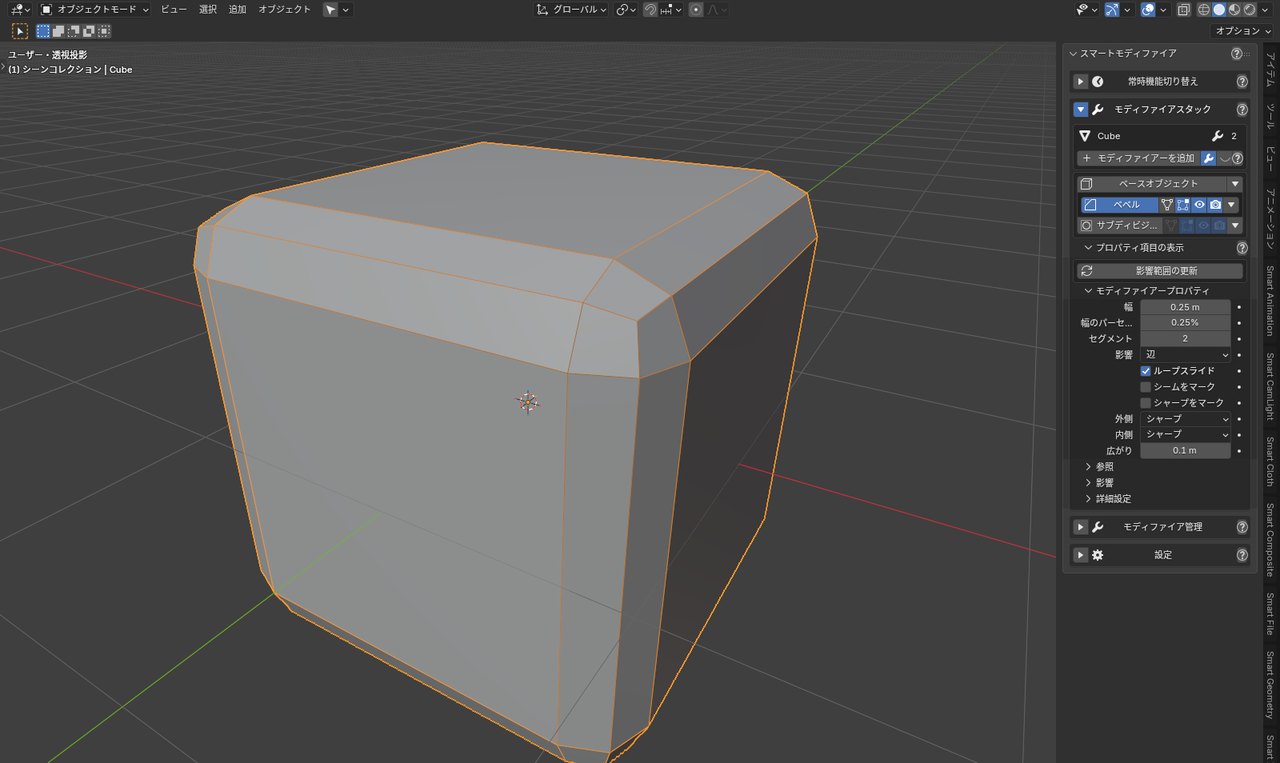 オブジェクトモード ビュー 選択 追加 オブジェクト グローバル
オプション
ユーザー・透視投影
(1) シーンコレクション | Cube
スマートモディファイア
常時機能切り替え
モディファイアスタック
Cube 2
モディファイアーを追加
ベースオブジェクト
ベベル
サブディビジ...
プロパティ項目の表示
影響範囲の更新
モディファイアープロパティ
幅 0.25 m
幅のパーセ... 0.25%
セグメント 2
影響 辺
ループスライド
シームをマーク
シャープをマーク
外側 シャープ
内側 シャープ
広がり 0.1 m
参照
影響
詳細設定
モディファイア管理
設定
アイテム
ツール
ビュー
アニメーション
Smart Animation
Smart CamLight
Smart Cloth
Smart Composite
Smart File
Smart Geometry
Smart